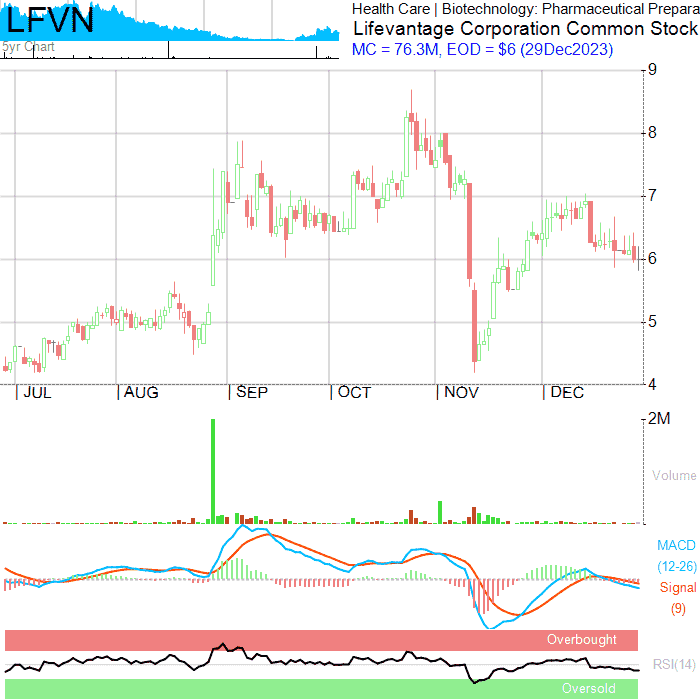 LFVN
5yr Chart
Health Care | Biotechnology: Pharmaceutical Prepara
Lifevantage Corporation Common Stock
MC = 76.3M, EOD = $6 (29Dec2023)
9
8
7
6
5
4
JUL AUG SEP OCT NOV DEC
2M
Volume
MACD
(12-26)
Signal
(9)
Overbought
RSI(14)
Oversold